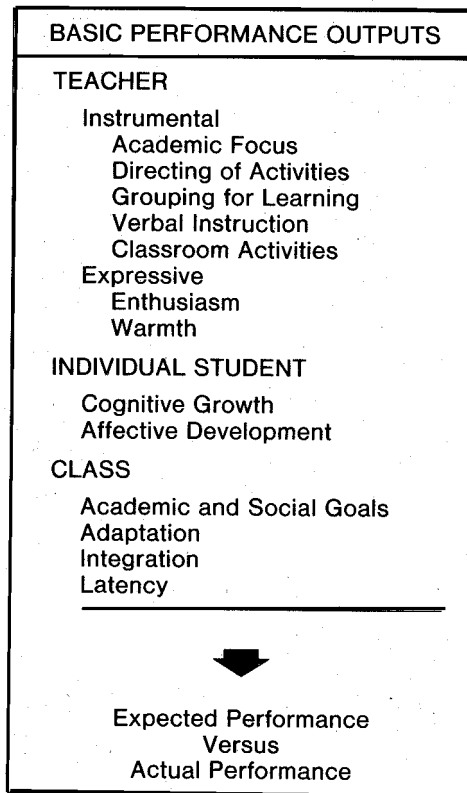 BASIC PERFORMANCE OUTPUTS
TEACHER
Instrumental
Academic Focus
Directing of Activities
Grouping for Learning
Verbal Instruction
Classroom Activities
Expressive
Enthusiasm
Warmth
INDIVIDUAL STUDENT
Cognitive Growth
Affective Development
CLASS
Academic and Social Goals
Adaptation
Integration
Latency
Expected Performance
Versus
Actual Performance